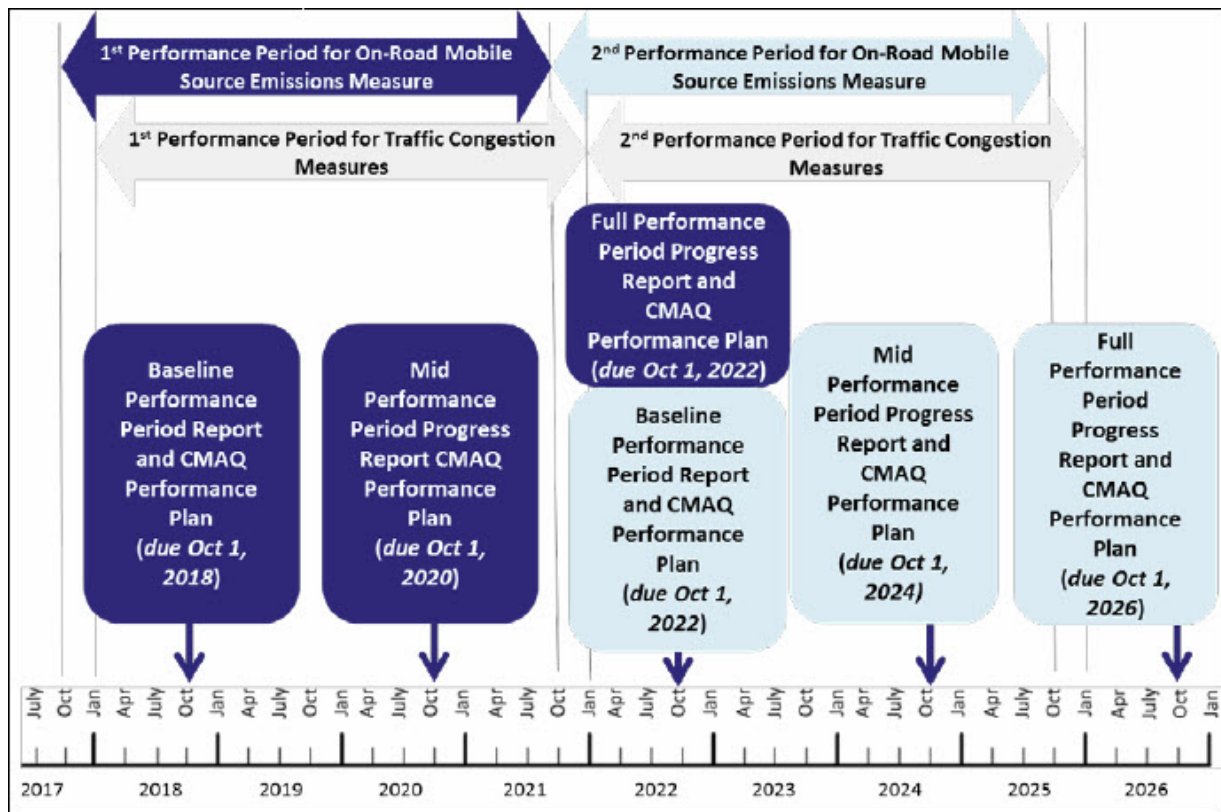 1st Performance Period for On-Road Mobile
Source Emissions Measure
2nd Performance Period for On-Road Mobile
Source Emissions Measure
1st Performance Period for Traffic Congestion
Measures
2nd Performance Period for Traffic Congestion
Measures
Full Performance
Period Progress
Report and
CMAQ
Performance Plan
(due Oct 1, 2022)
Baseline
Performance
Period Report
and CMAQ
Performance
Plan
(due Oct 1,
2018)
Mid
Performance
Period Progress
Report CMAQ
Performance
Plan
(due Oct 1,
2020)
Baseline
Performance
Period Report
and CMAQ
Performance
Plan
(due Oct 1,
2022)
Mid
Performance
Period Progress
Report and
CMAQ
Performance
Plan
(due Oct 1,
2024)
Full
Performance
Period
Progress
Report and
CMAQ
Performance
Plan
(due Oct 1,
2026)
July Oct Jan Apr July Oct Jan Apr July Oct Jan Apr July Oct Jan Apr July Oct Jan Apr July Oct Jan Apr July Oct Jan Apr July Oct Jan Apr July Oct Jan Apr July Oct Jan
2017 2018 2019 2020 2021 2022 2023 2024 2025 2026